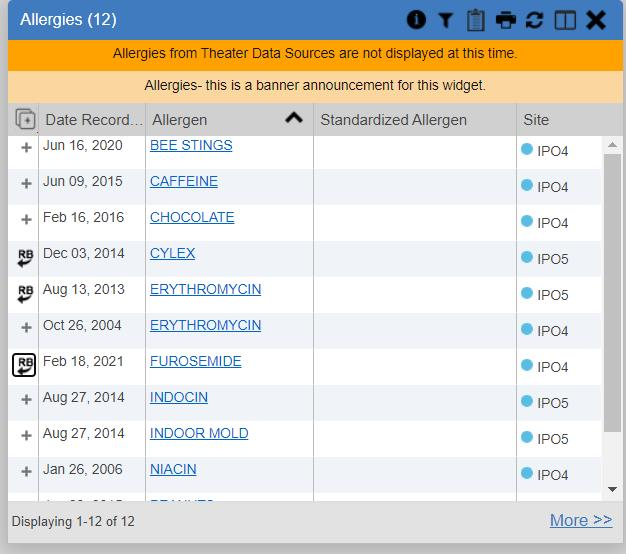 Allergies (12)
Allergies from Theater Data Sources are not displayed at this time.
Allergies- this is a banner announcement for this widget.
Date Record... Allergen Standardized Allergen Site
Jun 16, 2020 BEE STINGS IPO4
Jun 09, 2015 CAFFEINE IPO4
Feb 16, 2016 CHOCOLATE IPO4
RB Dec 03, 2014 CYLEX IPO5
RB Aug 13, 2013 ERYTHROMYCIN IPO5
Oct 26, 2004 ERYTHROMYCIN IPO4
RB Feb 18, 2021 FUROSEMIDE IPO4
Aug 27, 2014 INDOCIN IPO5
Aug 27, 2014 INDOOR MOLD IPO5
Jan 26, 2006 NIACIN IPO4
Displaying 1-12 of 12 More >>